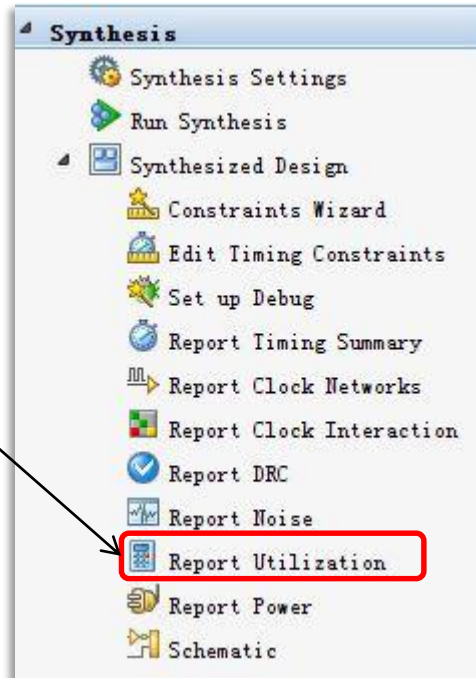 Synthesis
Synthesis Settings
Run Synthesis
Synthesized Design
Constraints Wizard
Edit Timing Constraints
Set up Debug
Report Timing Summary
Report Clock Networks
Report Clock Interaction
Report DRC
Report Noise
Report Utilization
Report Power
Schematic